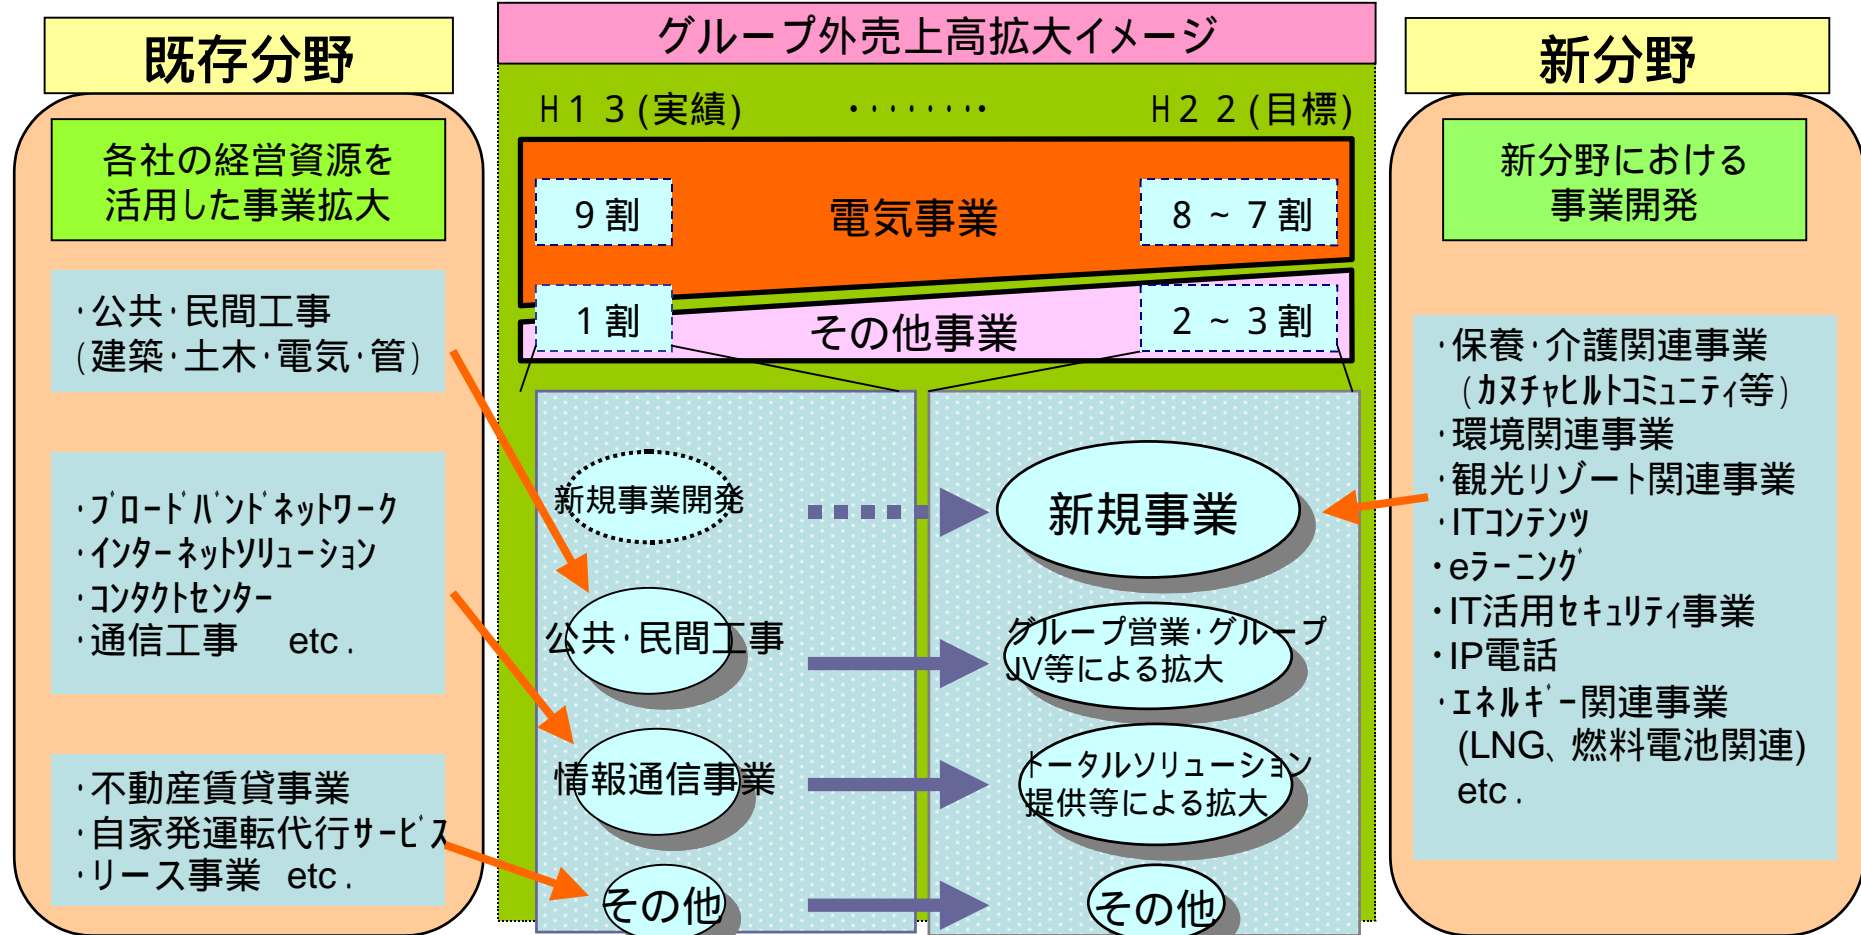 既存分野
各社の経営資源を
活用した事業拡大
・公共・民間工事
(建築・土木・電気・管)
・ﾌﾞﾛｰﾄﾞﾊﾞﾝﾄﾞﾈｯﾄﾜｰｸ
・ｲﾝﾀｰﾈｯﾄｿﾘｭｰｼｮﾝ
・ｺﾝﾀｸﾄｾﾝﾀｰ
・通信工事 etc.
・不動産賃貸事業
・自家発運転代行ｻｰﾋﾞｽ
・リース事業 etc.
グループ外売上高拡大イメージ
H13(実績) ・・・・・・・・ H22(目標)
9割 電気事業 8~7割
1割 その他事業 2~3割
新規事業開発 新規事業
公共・民間工事
グループ営業・グループ
JV等による拡大
情報通信事業
トータルソリューション
提供等による拡大
その他 その他
新分野
新分野における
事業開発
・保養・介護関連事業
(ｶﾇﾁｬﾋﾙﾄｺﾐｭﾆﾃｨ等)
・環境関連事業
・観光リゾート関連事業
・ITｺﾝﾃﾝﾂ
・eﾗｰﾆﾝｸﾞ
・IT活用ｾｷｭﾘﾃｨ事業
・IP電話
・ｴﾈﾙｷﾞｰ関連事業
(LNG、燃料電池関連)
etc.